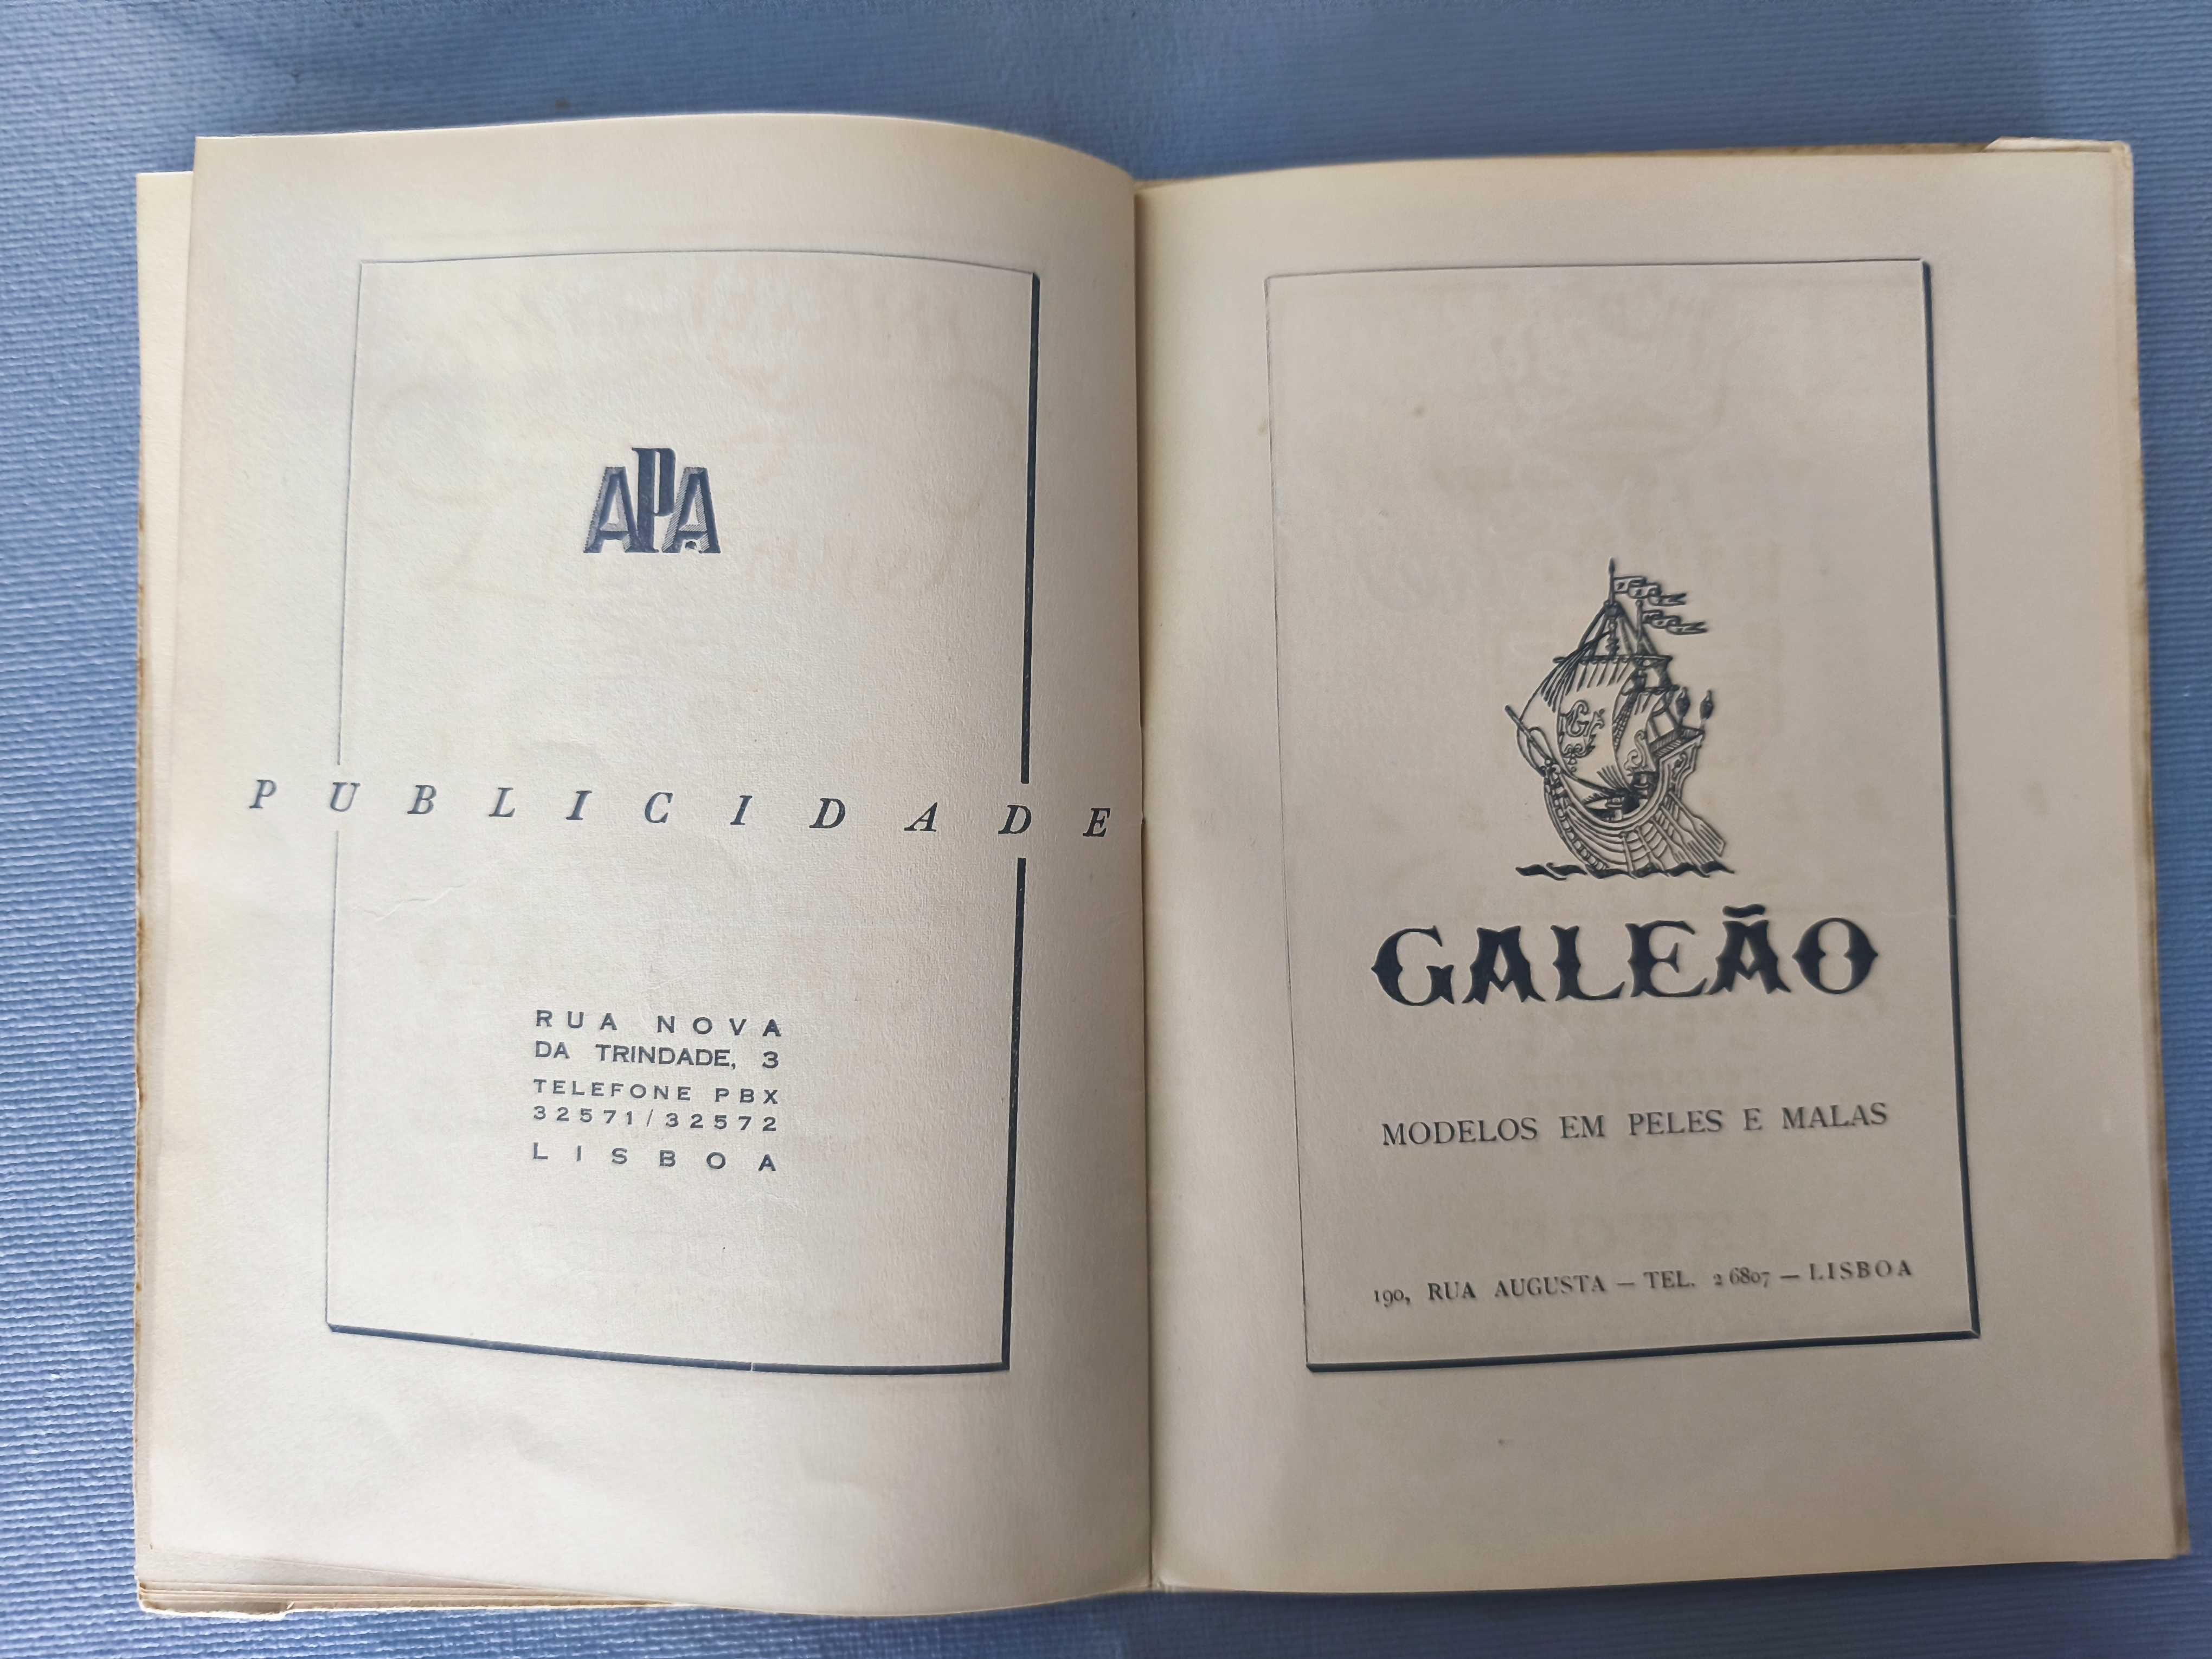 APA
PUBLICIDADE
RUA NOVA
DA TRINDADE, 3
TELEFONE PBX
32571/32572
LISBOA
G
GALEÃO
MODELOS EM PELES E MALAS
190, RUA AUGUSTA — TEL. 2 6807 — LISBOA